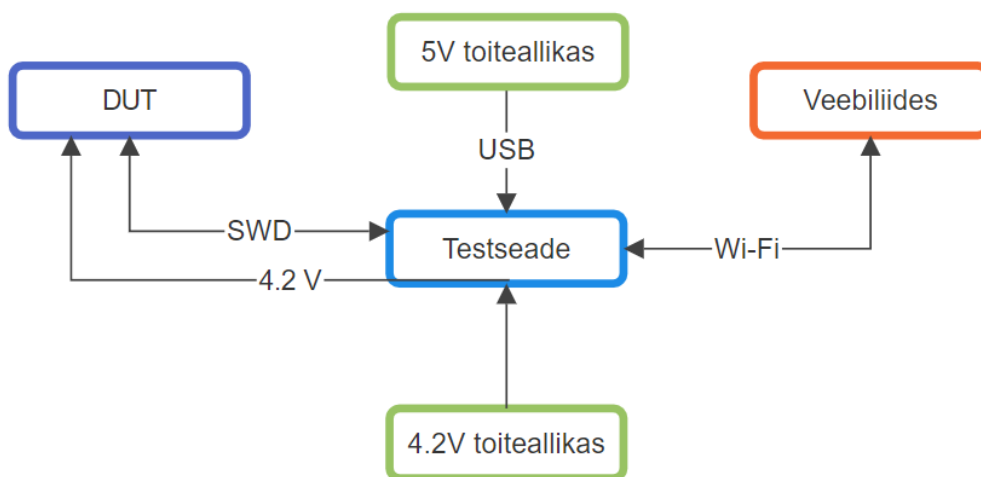 5V toiteallikas
DUT
Veebiliides
USB
SWD
Testseade
Wi-Fi
4.2 V
4.2V toiteallikas